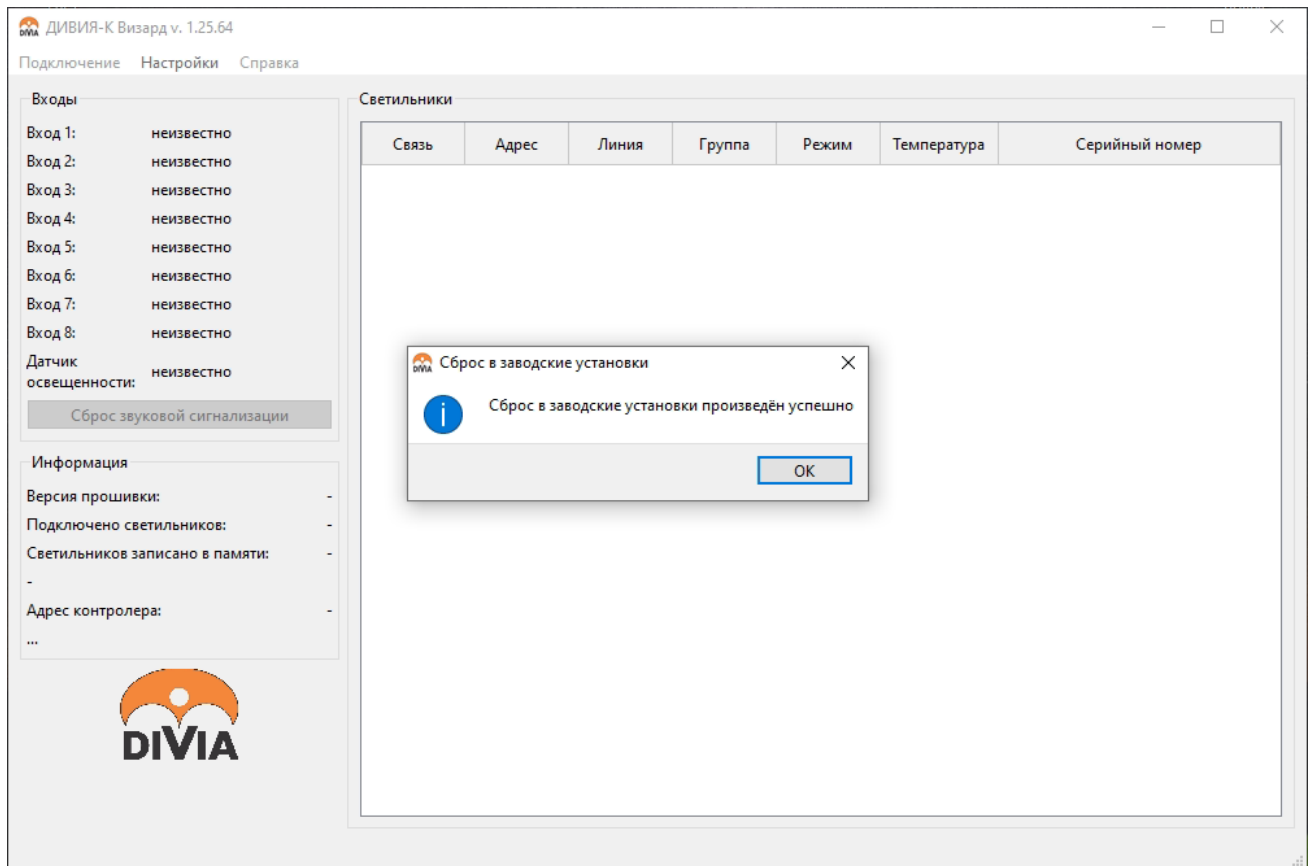 ДИВИЯ-К Визард v. 1.25.64
Подключение Настройки Справка
Входы
Вход 1: неизвестно
Вход 2: неизвестно
Вход 3: неизвестно
Вход 4: неизвестно
Вход 5: неизвестно
Вход 6: неизвестно
Вход 7: неизвестно
Вход 8: неизвестно
Датчик
освещенности: неизвестно
Сброс звуковой сигнализации
Информация
Версия прошивки: -
Подключено светильников: -
Светильников записано в памяти: -
-
Адрес контролера: -
...
DIVIA
Светильники
Связь Адрес Линия Группа Режим Температура Серийный номер
Сброс в заводские установки
Сброс в заводские установки произведён успешно
ОК